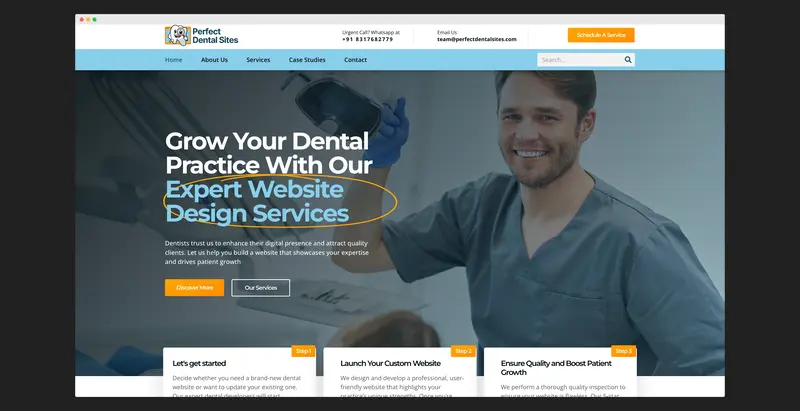 Perfect
Dental Sites
Urgent Call? Whatsapp at
+91 8317682779
Email Us
team@perfectdentalsites.com
Schedule A Service
Home About Us Services Case Studies Contact
Search...
Grow Your Dental
Practice With Our
Expert Website
Design Services
Dentists trust us to enhance their digital presence and attract quality
clients. Let us help you build a website that showcases your expertise
and drives patient growth
Discover More
Our Services
Step 1
Let's get started
Decide whether you need a brand-new dental
website or want to update your existing one.
Our expert dental developers will start
Step 2
Launch Your Custom Website
We design and develop a professional, user-
friendly website that highlights your
practice's unique strengths. Once you're
Step 3
Ensure Quality and Boost Patient
Growth
We perform a thorough quality inspection to
ensure your website is flawless. Our 5-star